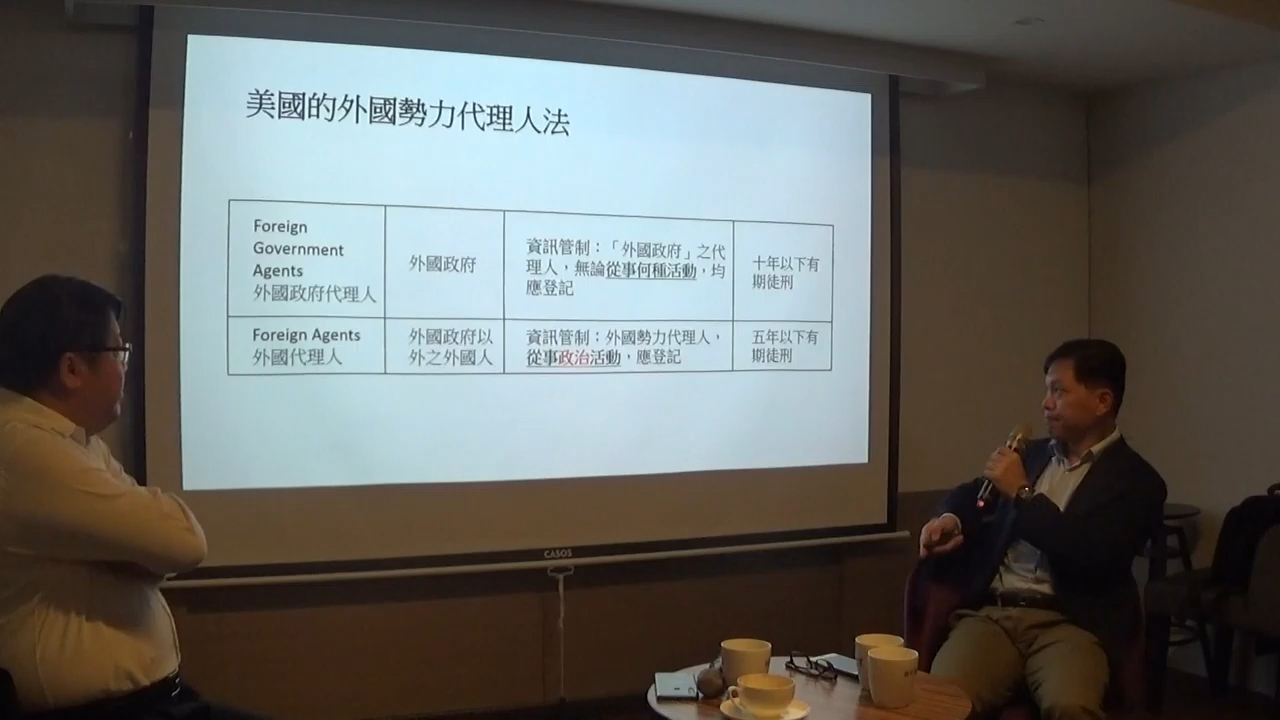 美國的外國勢力代理人法
Foreign
Government
Agents
外國政府代理人
外國政府
資訊管制：「外國政府」之代
理人，無論從事何種活動，均
應登記
十年以下有
期徒刑
Foreign Agents
外國代理人
外國政府以
外之外國人
資訊管制：外國勢力代理人，
從事政治活動，應登記
五年以下有
期徒刑
CASOS